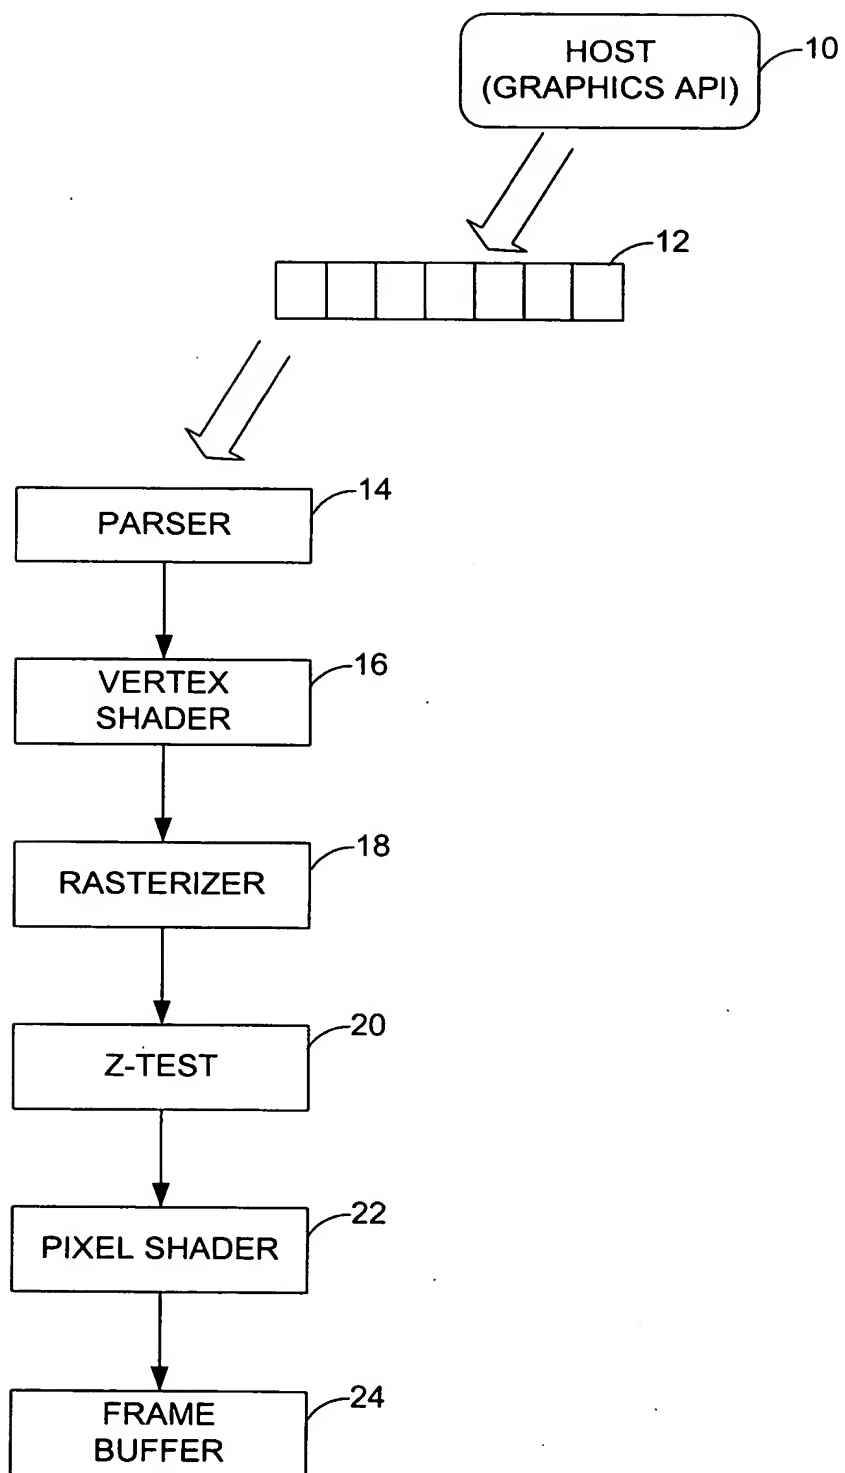 HOST
(GRAPHICS API)
10
12
PARSER
14
VERTEX
SHADER
16
RASTERIZER
18
Z-TEST
20
PIXEL SHADER
22
FRAME
BUFFER
24